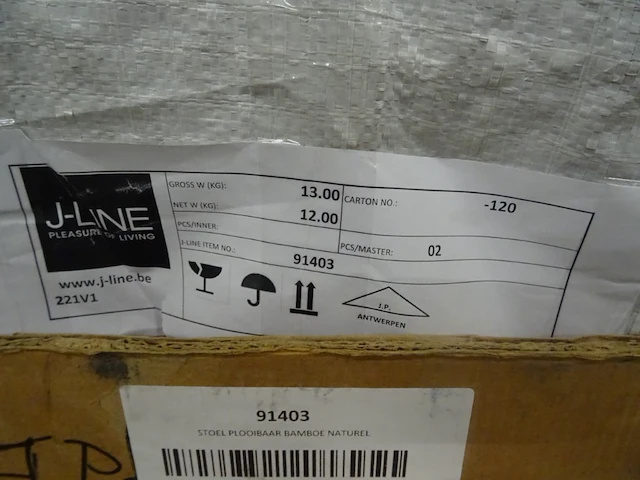 J-LINE
PLEASURE OF LIVING
www.j-line.be
221V1
GROSS W (KG): 13.00
NET W (KG): 12.00
PCS/INNER:
J-LINE ITEM NO.: 91403
CARTON NO.: -120
PCS/MASTER: 02
J.P.
ANTWERPEN
91403
STOEL PLOOIBAAR BAMBOE NATUREL